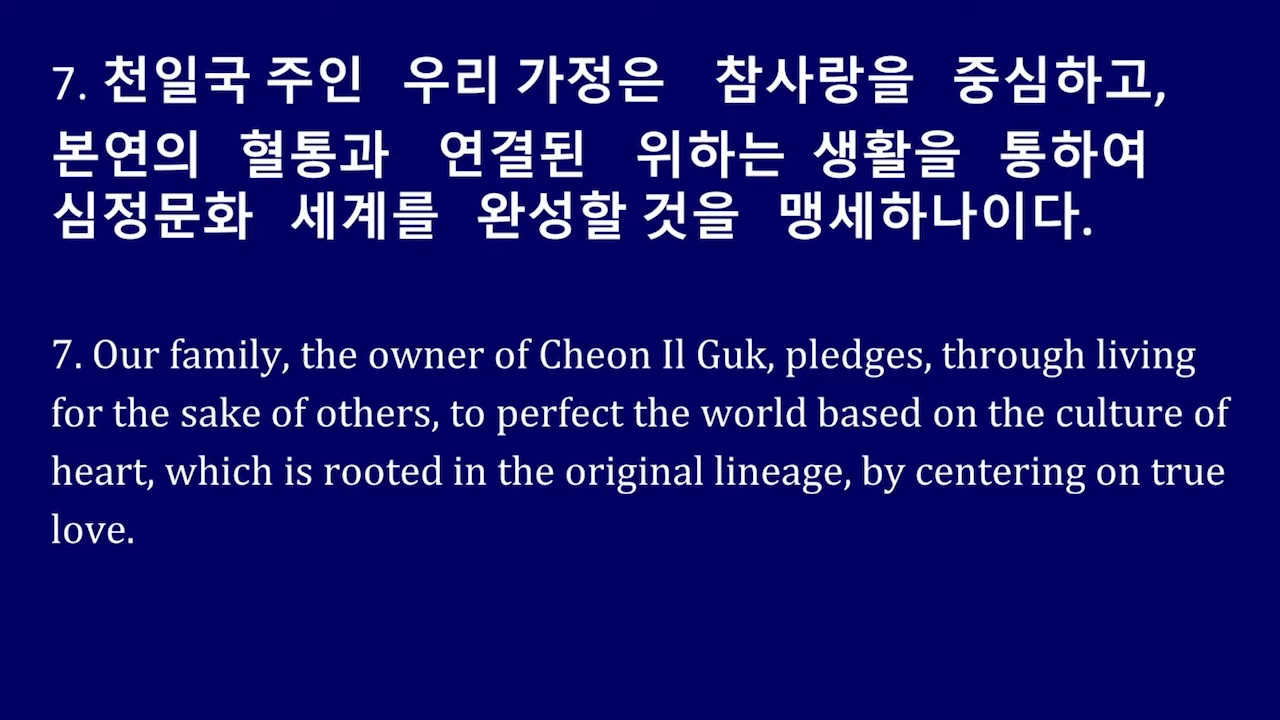 7. 천일국 주인 우리 가정은 참사랑을 중심하고,
본연의 혈통과 연결된 위하는 생활을 통하여
심정문화 세계를 완성할 것을 맹세하나이다.
7. Our family, the owner of Cheon Il Guk, pledges, through living
for the sake of others, to perfect the world based on the culture of
heart, which is rooted in the original lineage, by centering on true
love.